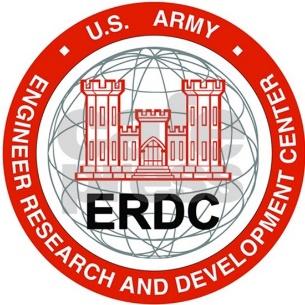 U.S. ARMY
ENGINEER RESEARCH AND DEVELOPMENT CENTER
ERDC